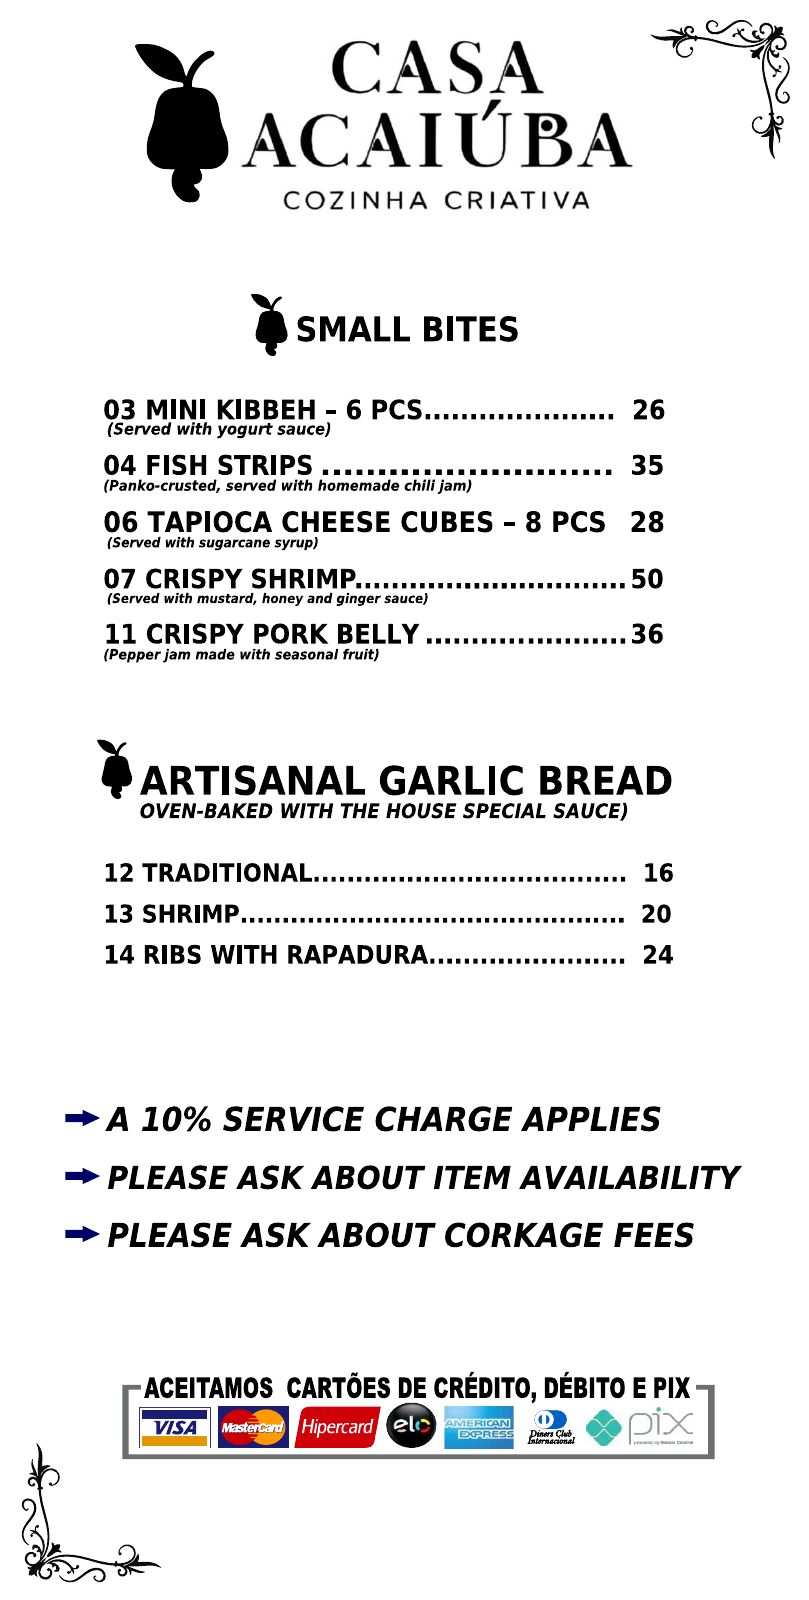 CASA
ACAIÚBA
COZINHA CRIATIVA
SMALL BITES
03 MINI KIBBEH – 6 PCS..................... 26
(Served with yogurt sauce)
04 FISH STRIPS .......................... 35
(Panko-crusted, served with homemade chili jam)
06 TAPIOCA CHEESE CUBES – 8 PCS 28
(Served with sugarcane syrup)
07 CRISPY SHRIMP..............................50
(Served with mustard, honey and ginger sauce)
11 CRISPY PORK BELLY ......................36
(Pepper jam made with seasonal fruit)
ARTISANAL GARLIC BREAD
OVEN-BAKED WITH THE HOUSE SPECIAL SAUCE)
12 TRADITIONAL..................................... 16
13 SHRIMP.............................................. 20
14 RIBS WITH RAPADURA....................... 24
A 10% SERVICE CHARGE APPLIES
PLEASE ASK ABOUT ITEM AVAILABILITY
PLEASE ASK ABOUT CORKAGE FEES
ACEITAMOS CARTÕES DE CRÉDITO, DÉBITO E PIX
VISA MasterCard Hipercard elo AMERICAN EXPRESS Diners Club Internacional pix
powered by Banco Central